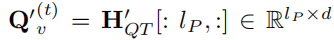 Q′_v^{(t)} = H′_{QT}[: l_P, :] ∈ ℝ^{l_P×d}